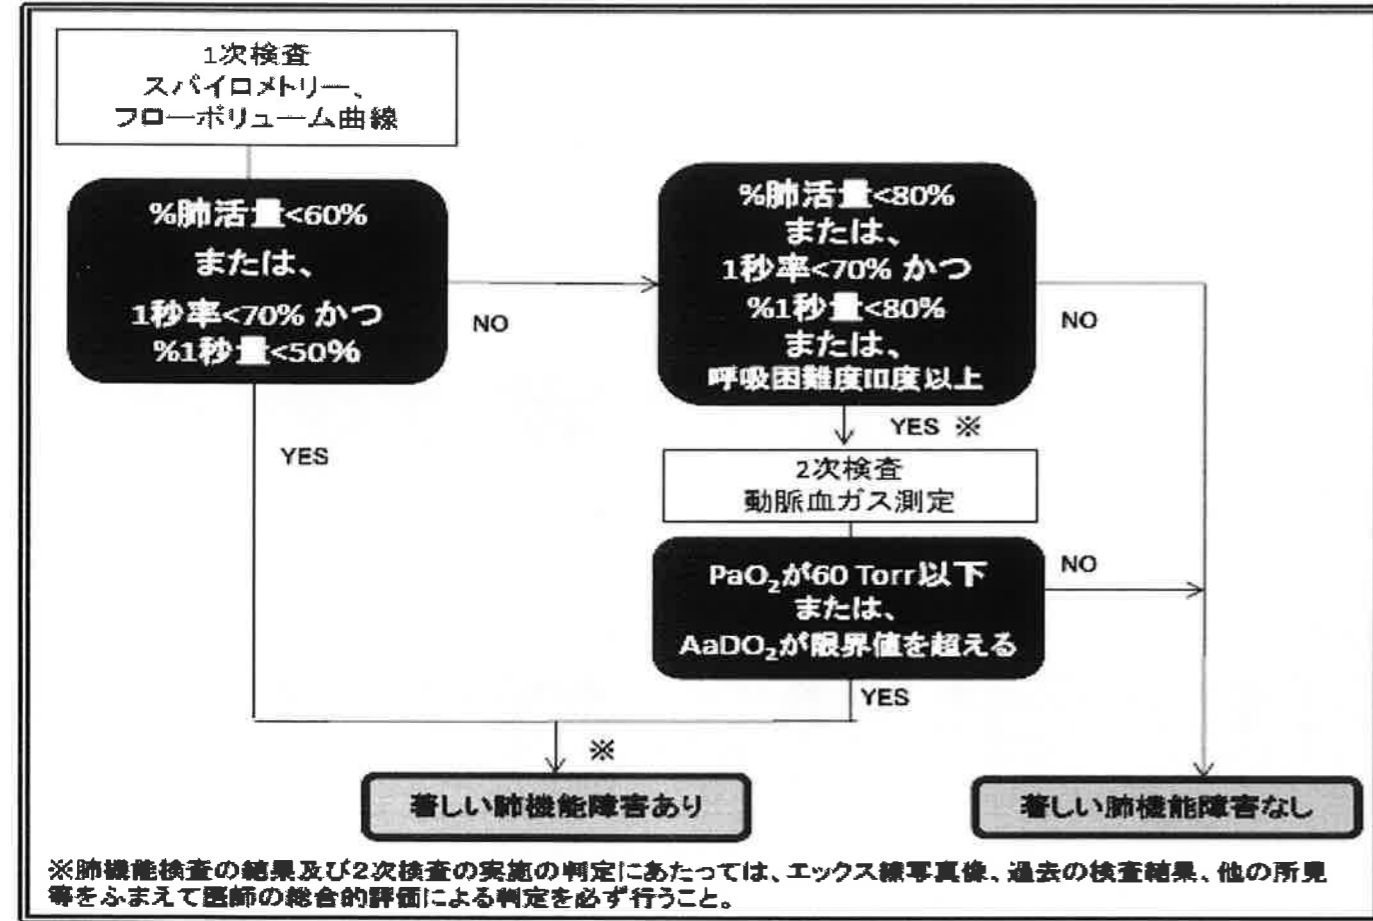 1次検査
スパイロメトリー、
フローボリューム曲線
%肺活量<60%
または、
1秒率<70% かつ
%1秒量<50%
NO
YES
%肺活量<80%
または、
1秒率<70% かつ
%1秒量<80%
または、
呼吸困難度III度以上
NO
YES ※
2次検査
動脈血ガス測定
PaO₂が60 Torr以下
または、
AaDO₂が限界値を超える
NO
YES
※
著しい肺機能障害あり
著しい肺機能障害なし
※肺機能検査の結果及び2次検査の実施の判定にあたっては、エックス線写真像、過去の検査結果、他の所見
等をふまえて医師の総合的評価による判定を必ず行うこと。